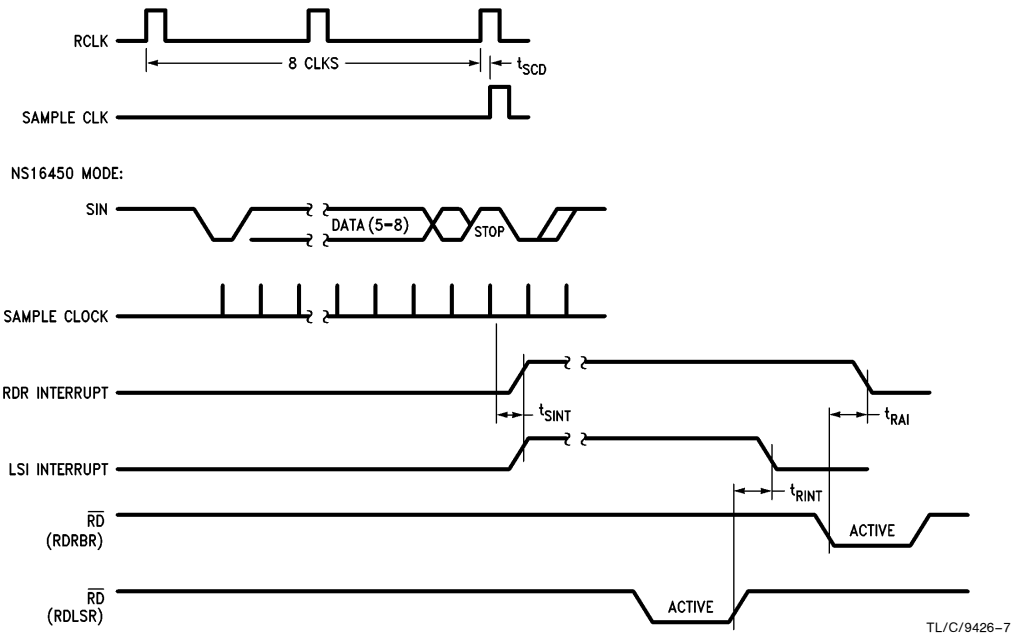 RCLK
8 CLKS
tSCD
SAMPLE CLK
NS16450 MODE:
SIN
DATA (5-8)
STOP
SAMPLE CLOCK
RDR INTERRUPT
tSINT
tRAI
LSI INTERRUPT
tRINT
RD
(RDRBR)
ACTIVE
RD
(RDLSR)
ACTIVE
TL/C/9426-7